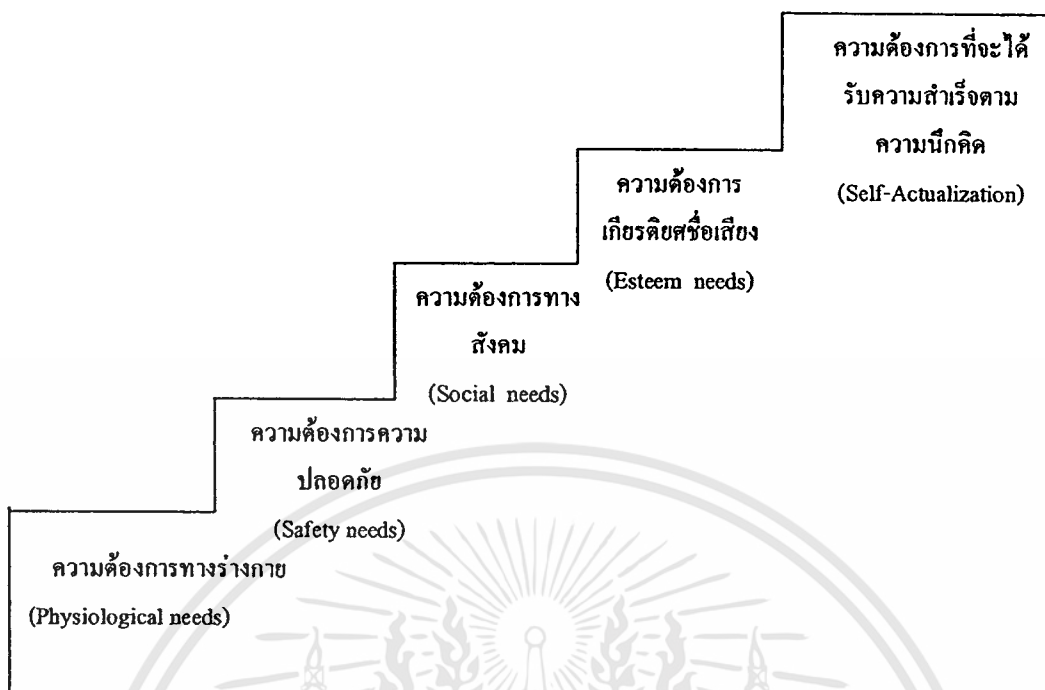 ความต้องการที่จะได้
รับความสำเร็จตาม
ความนึกคิด
(Self-Actualization)
ความต้องการ
เกียรติยศชื่อเสียง
(Esteem needs)
ความต้องการทาง
สังคม
(Social needs)
ความต้องการความ
ปลอดภัย
(Safety needs)
ความต้องการทางร่างกาย
(Physiological needs)